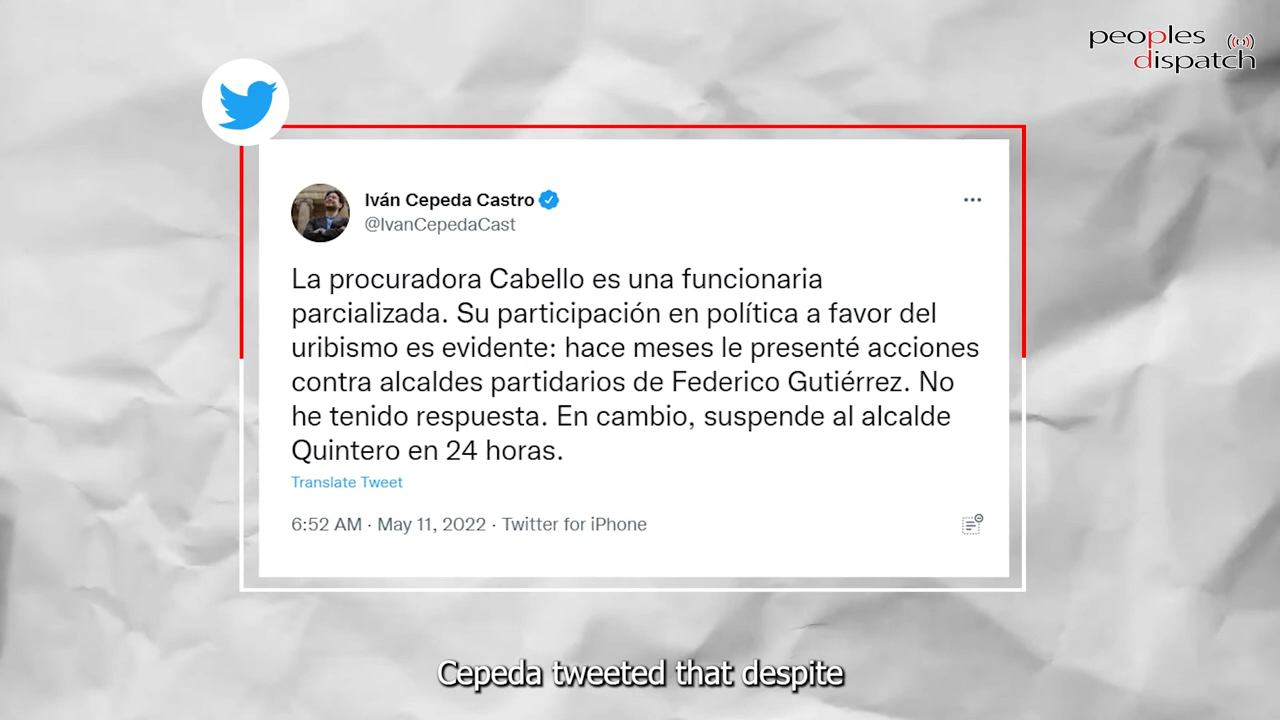 peoples
dispatch
Iván Cepeda Castro
@IvanCepedaCast
La procuradora Cabello es una funcionaria
parcializada. Su participación en política a favor del
uribismo es evidente: hace meses le presenté acciones
contra alcaldes partidarios de Federico Gutiérrez. No
he tenido respuesta. En cambio, suspende al alcalde
Quintero en 24 horas.
Translate Tweet
6:52 AM · May 11, 2022 · Twitter for iPhone
Cepeda tweeted that despite